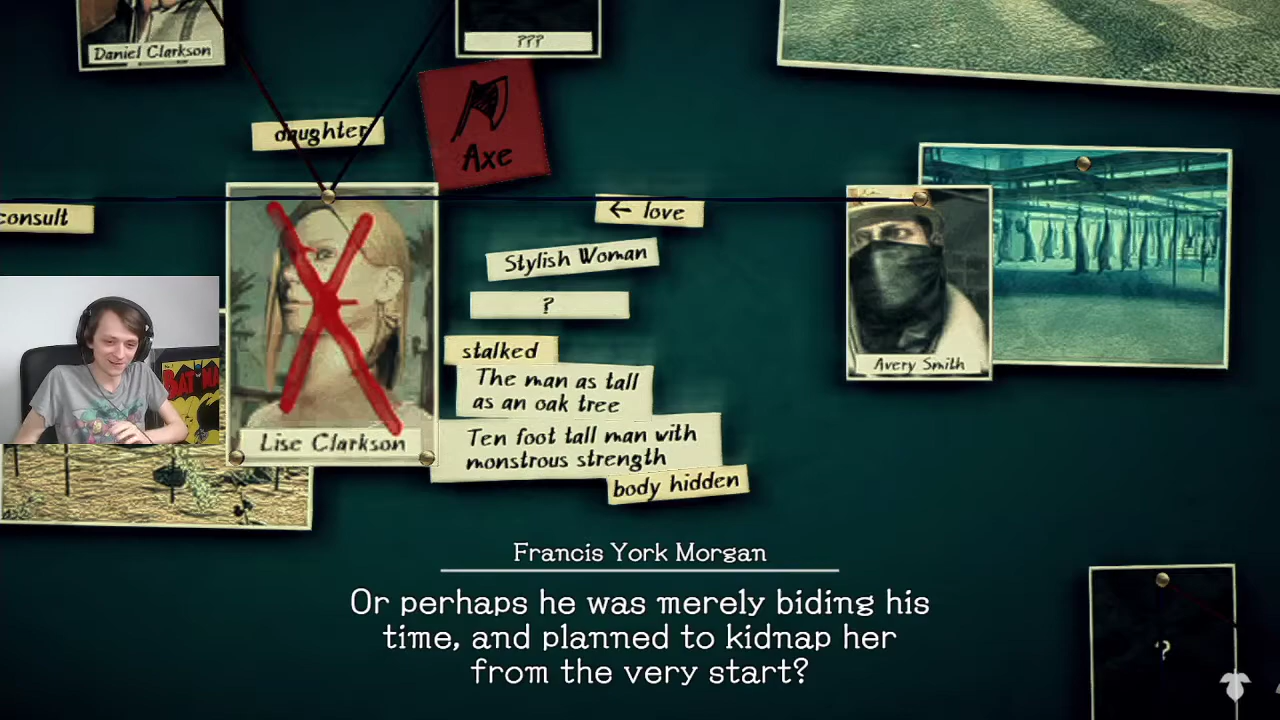 Daniel Clarkson
???
daughter
Axe
consult
← love
Stylish Woman
?
stalked
The man as tall
as an oak tree
Ten foot tall man with
monstrous strength
body hidden
Lise Clarkson
Avery Smith
BAT
Francis York Morgan
Or perhaps he was merely biding his
time, and planned to kidnap her
from the very start?
?